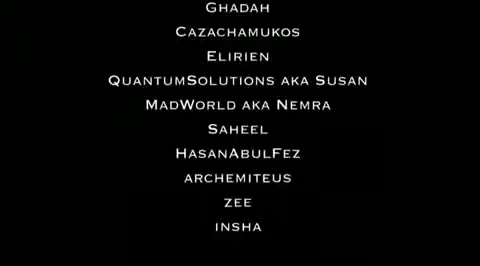 Ghadah
Cazachamukos
Elirien
QuantumSolutions aka Susan
MadWorld aka Nemra
Saheel
HasanAbulFez
archemiteus
zee
insha